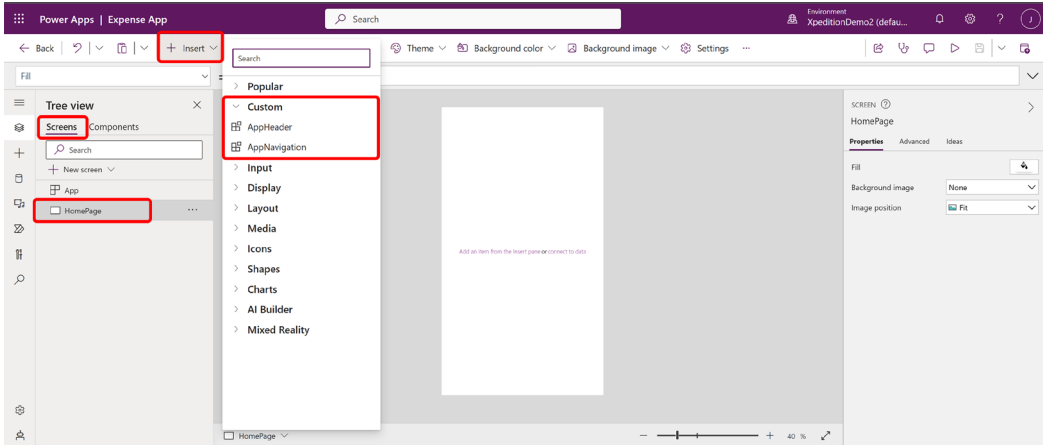 Power Apps | Expense App
Search
Environment
XpeditionDemo2 (defau...
?
J
Back
Insert
Theme
Background color
Background image
Settings
...
Fill
=
Search
Popular
Custom
AppHeader
AppNavigation
Input
Display
Layout
Media
Icons
Shapes
Charts
AI Builder
Mixed Reality
Tree view
Screens
Components
Search
New screen
App
HomePage
...
Add an item from the insert pane or connect to data
SCREEN
HomePage
Properties
Advanced
Ideas
Fill
Background image
None
Image position
Fit
HomePage
40 %